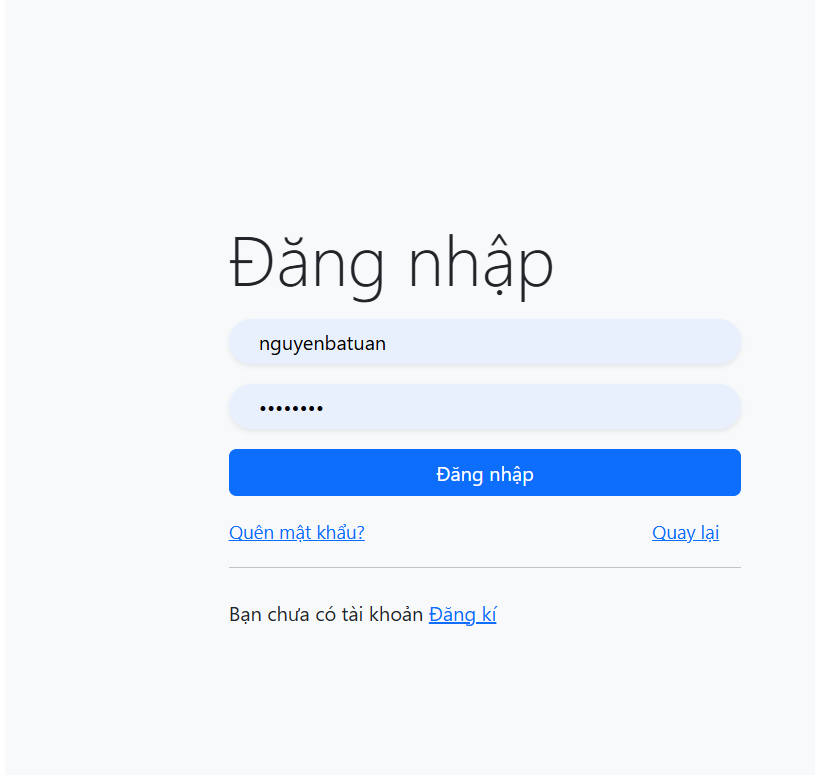 Đăng nhập
nguyenbatuan
••••••••
Đăng nhập
Quên mật khẩu? Quay lại
Bạn chưa có tài khoản Đăng kí